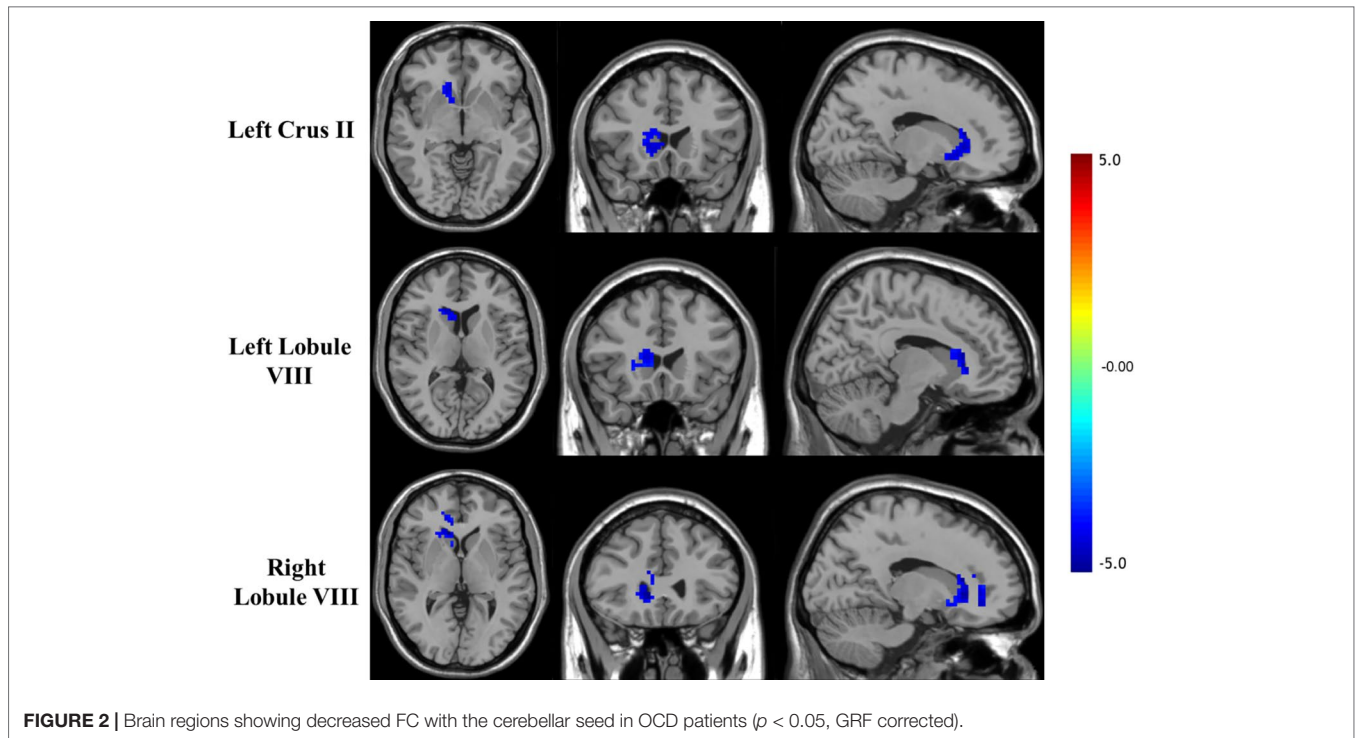 Left Crus II
Left Lobule
VIII
Right
Lobule VIII
5.0
-0.00
-5.0
FIGURE 2 | Brain regions showing decreased FC with the cerebellar seed in OCD patients (p < 0.05, GRF corrected).